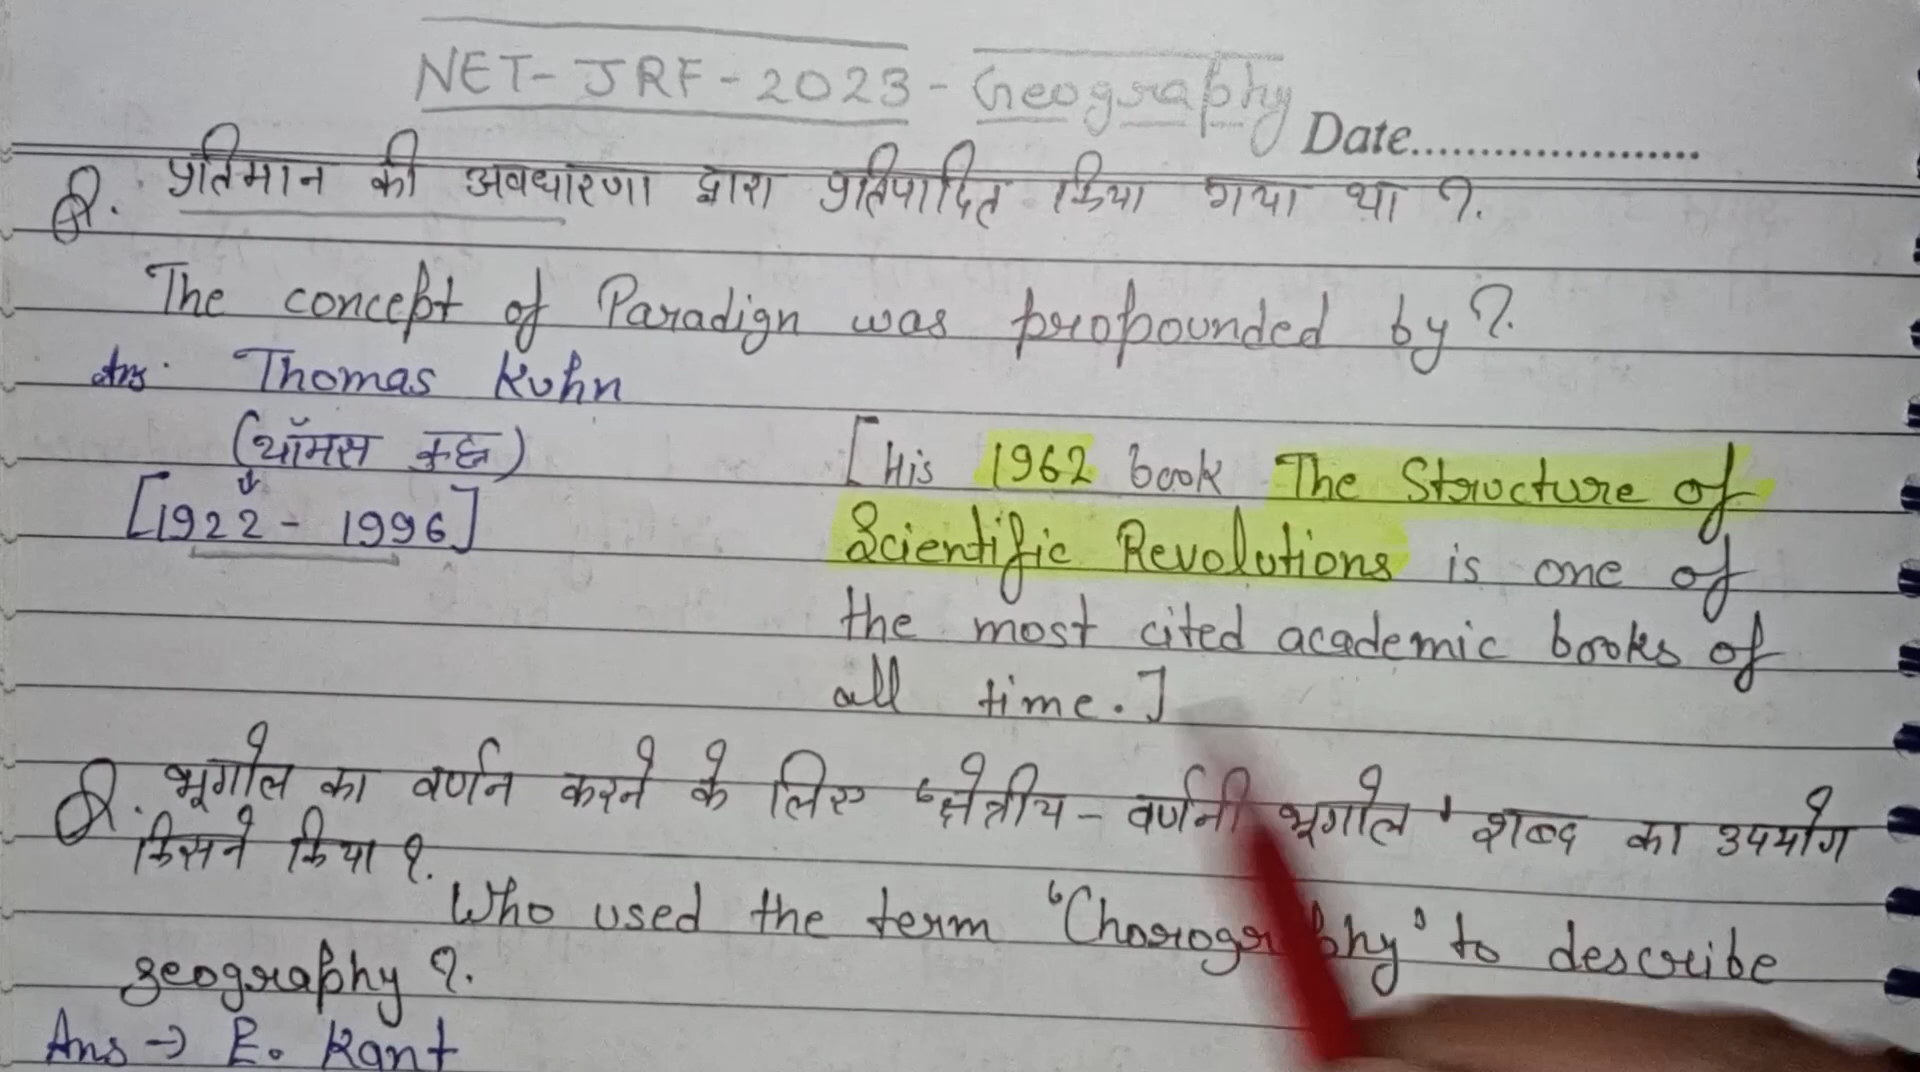 NET-JRF-2023-Geography
Date....................
Q. प्रतिमान की अवधारणा द्वारा प्रतिपादित किया गया था ?.
The concept of Paradign was propounded by ?.
Ans. Thomas Kuhn
(थॉमस कुह्न)
[1922 - 1996]
[His 1962 book The Structure of
Scientific Revolutions is one of
the most cited academic books of
all time.]
Q. भूगोल का वर्णन करने के लिए 'क्षेत्रीय - वर्णनी भूगोल' शब्द का उपयोग
किसने किया ?.
Who used the term 'Chorography' to describe
geography ?.
Ans → E. Kant